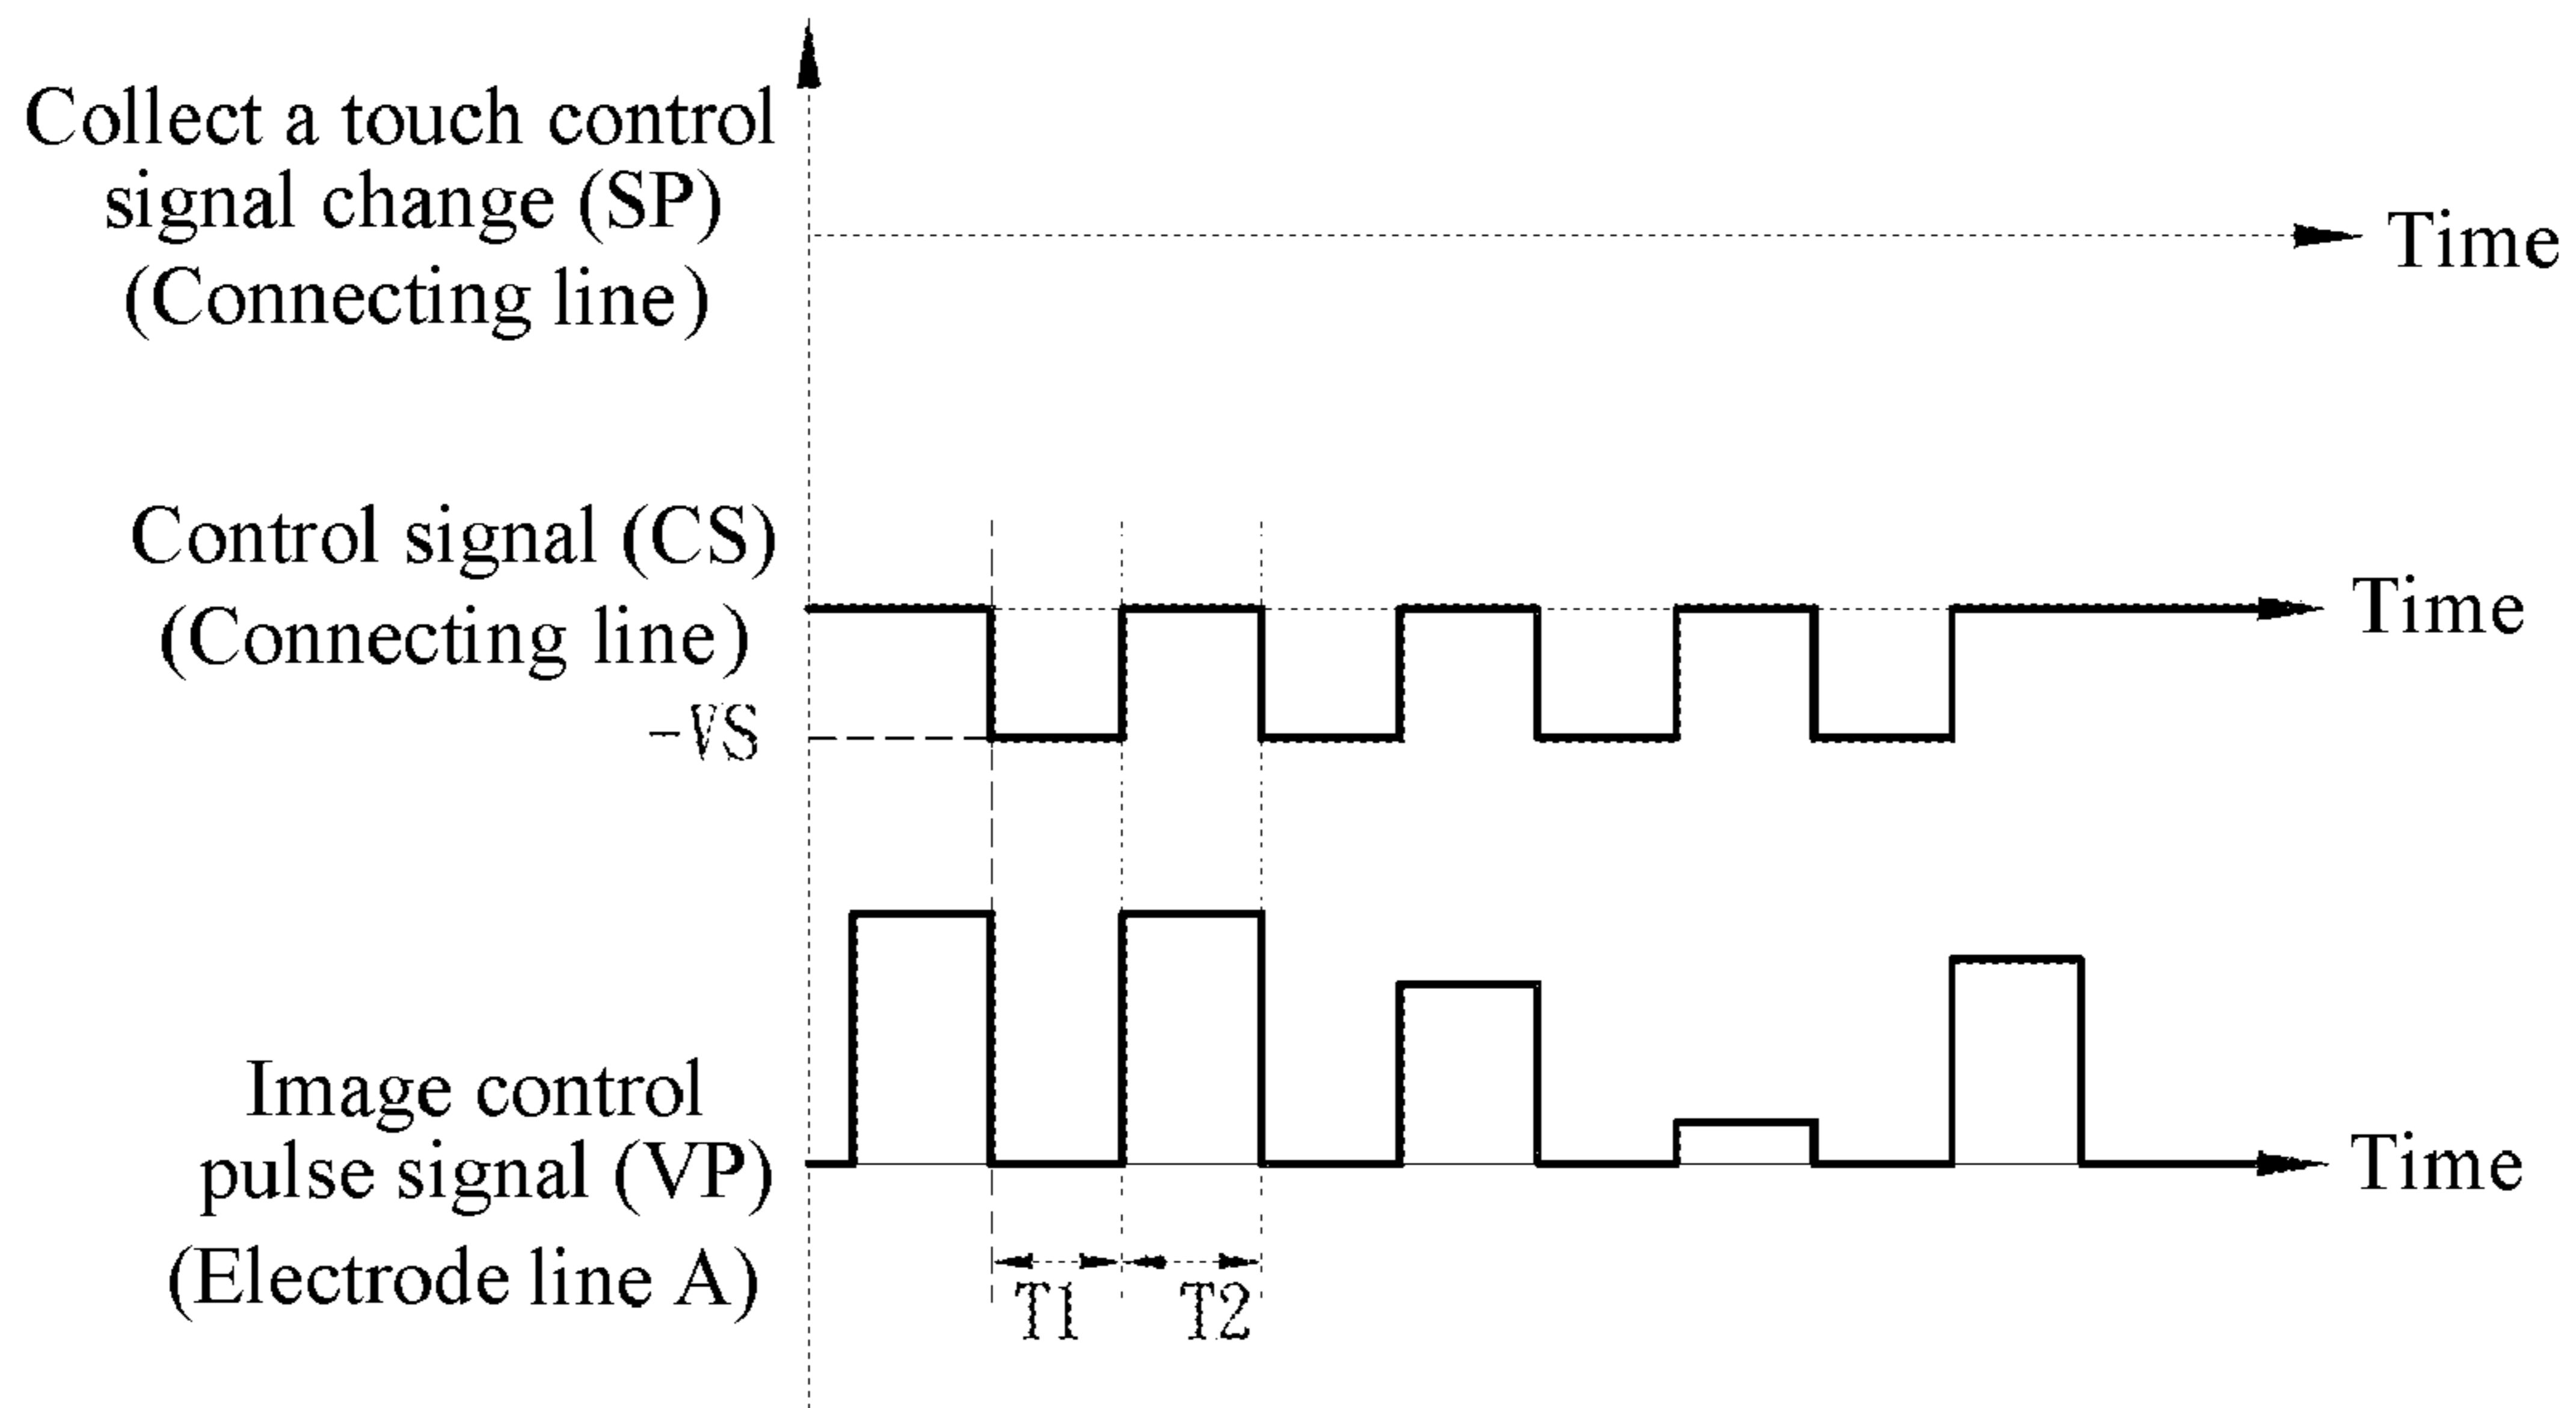 Collect a touch control
signal change (SP)
(Connecting line)
Time
Control signal (CS)
(Connecting line)
Time
-VS
Image control
pulse signal (VP)
(Electrode line A)
Time
T1
T2